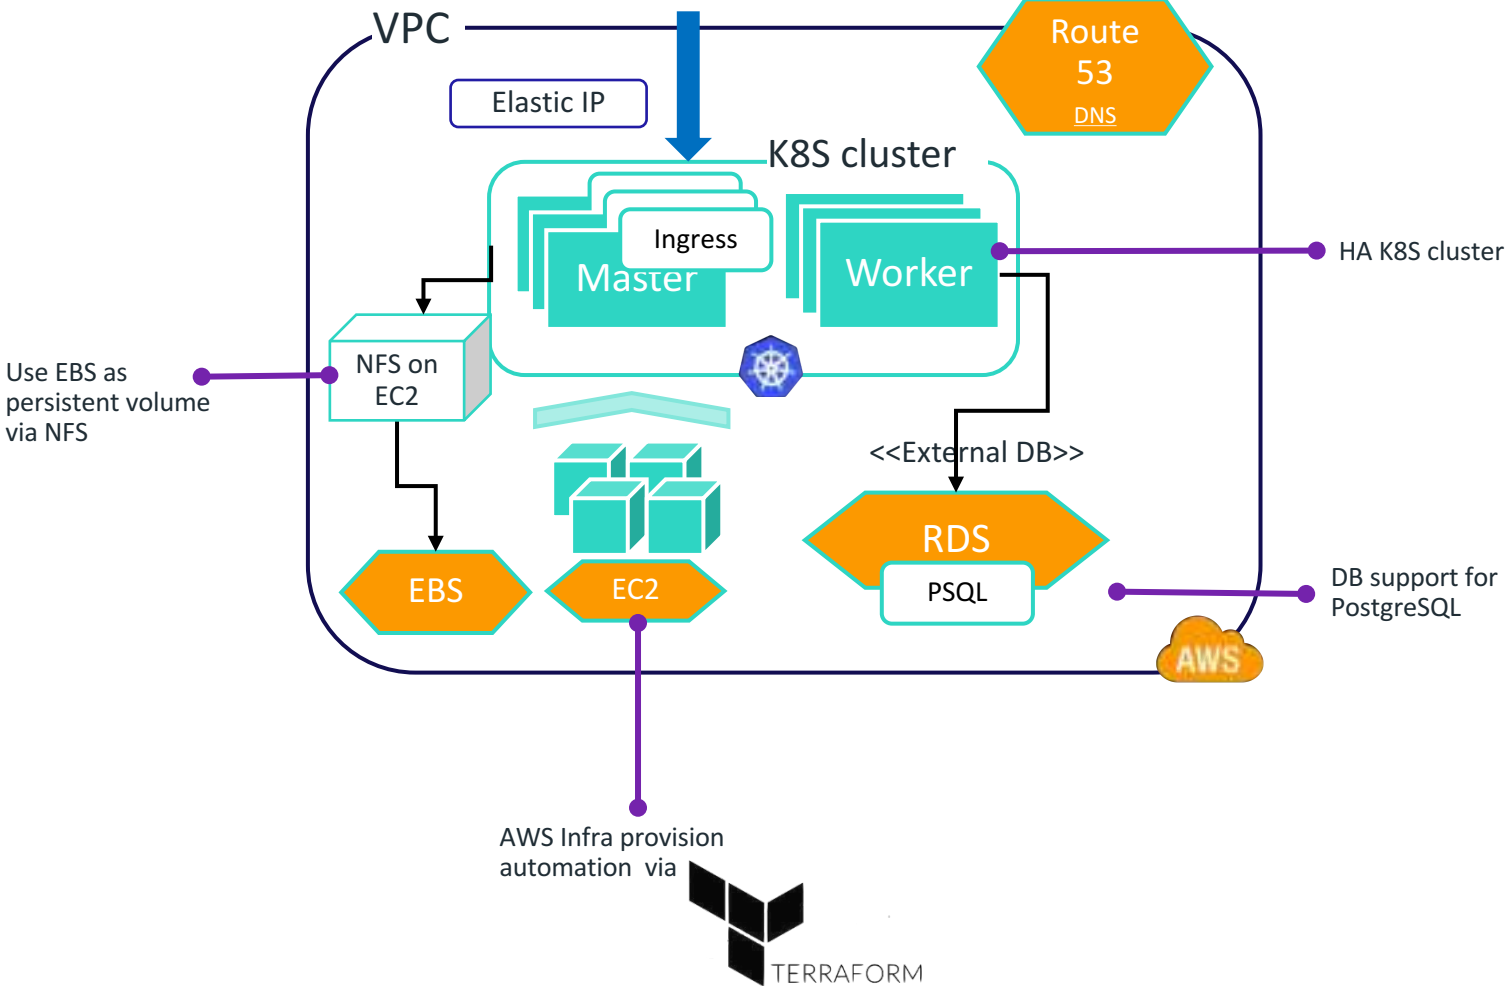 VPC
Route
53
DNS
Elastic IP
K8S cluster
Ingress
Master
Worker
HA K8S cluster
NFS on
EC2
Use EBS as
persistent volume
via NFS
<<External DB>>
RDS
PSQL
EBS
EC2
DB support for
PostgreSQL
AWS
AWS Infra provision
automation  via
TERRAFORM